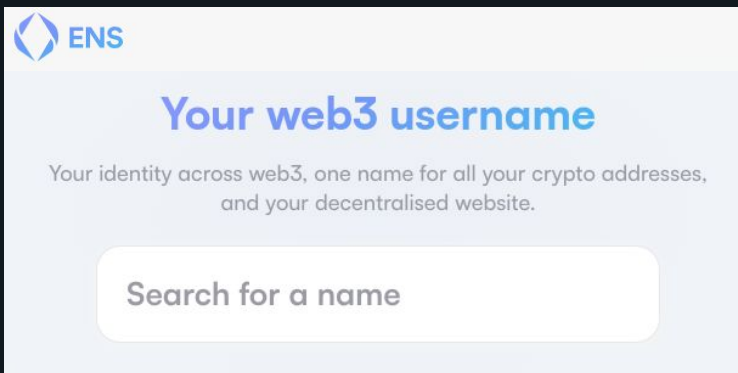 ENS
Your web3 username
Your identity across web3, one name for all your crypto addresses,
and your decentralised website.
Search for a name